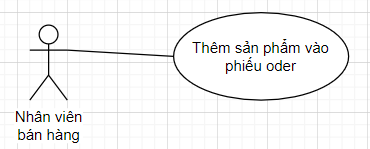 Thêm sản phẩm vào
phiếu oder
Nhân viên
bán hàng